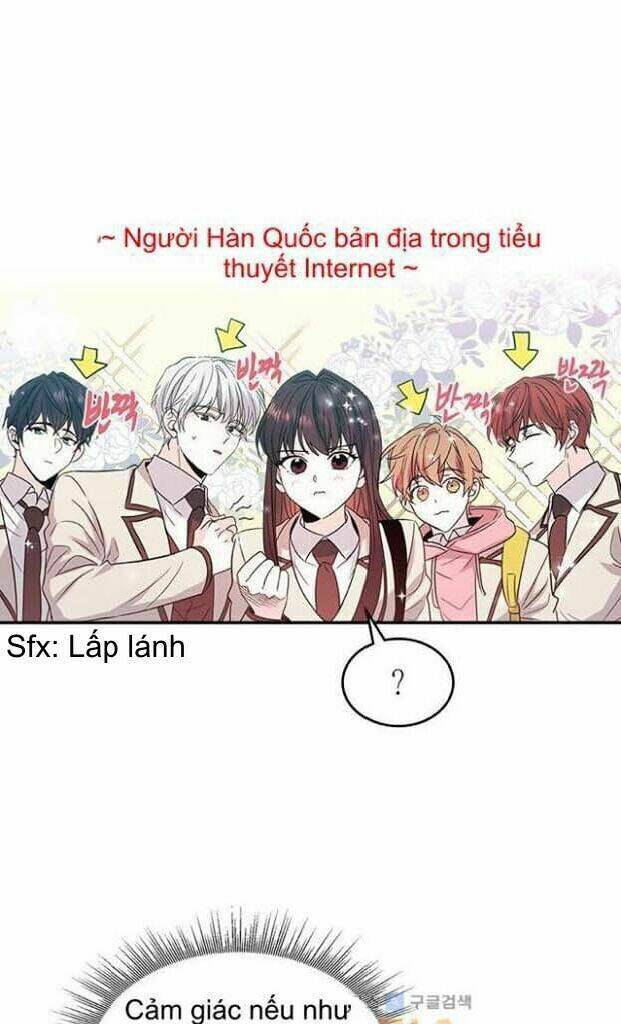 ~ Người Hàn Quốc bản địa trong tiểu
thuyết Internet ~
반짝
반짝
반짝
반짝
Sfx: Lấp lánh
?
Cảm giác nếu như
구글검색